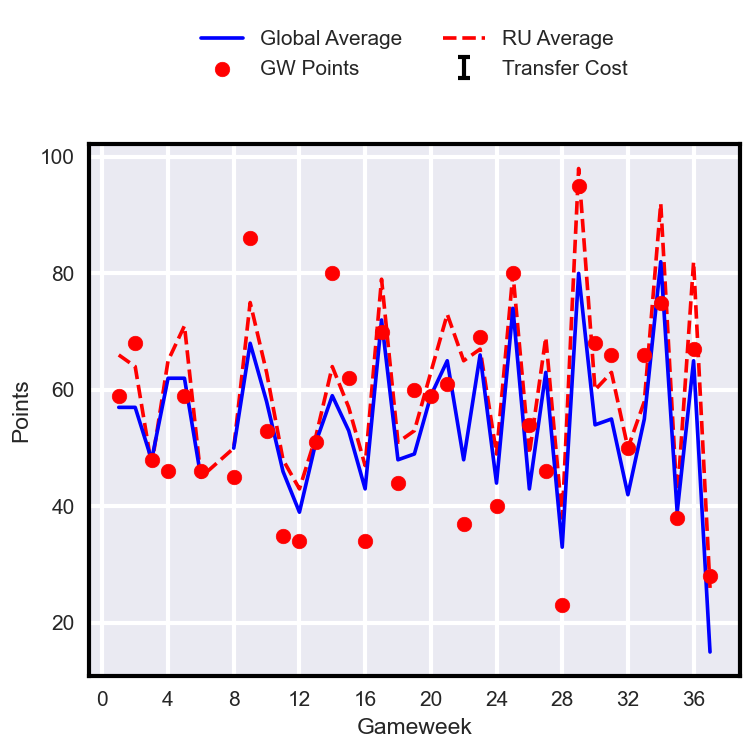 Global Average RU Average
GW Points Transfer Cost
100
80
60
40
20
Points
0 4 8 12 16 20 24 28 32 36
Gameweek